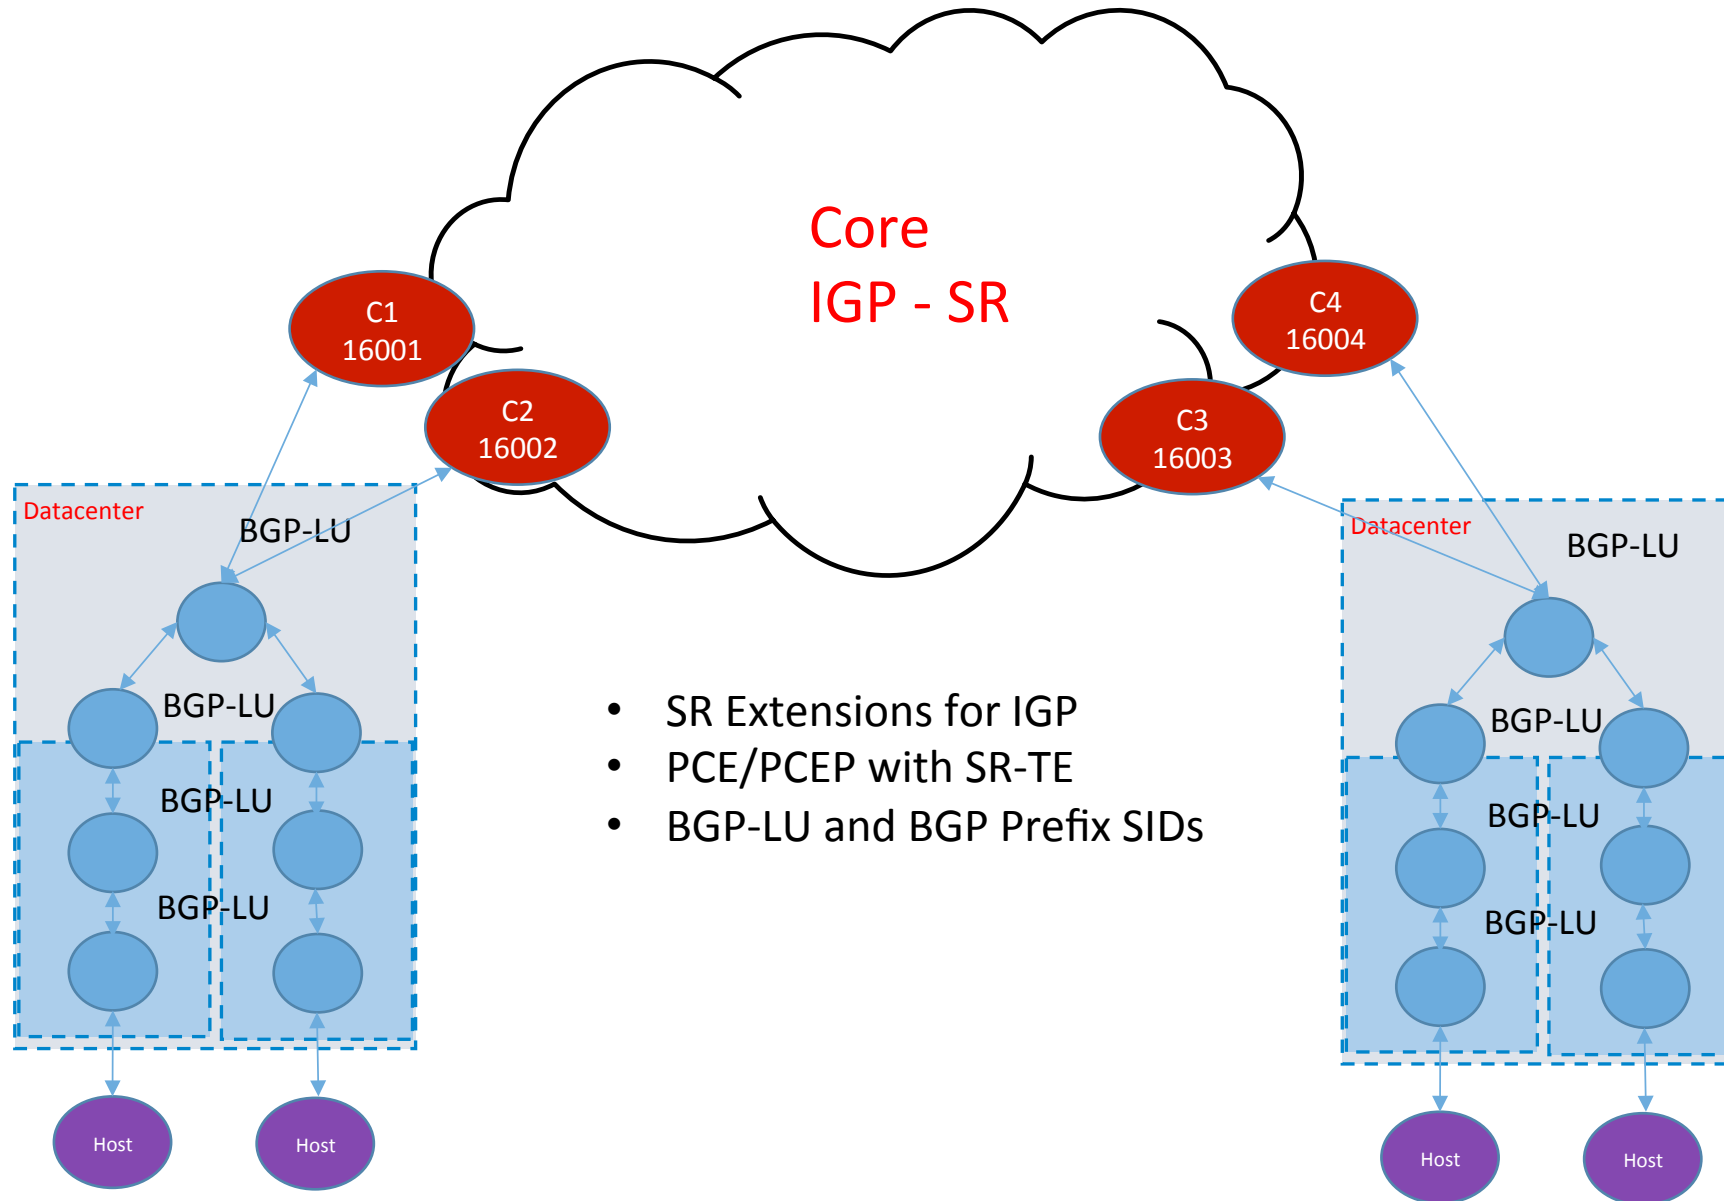 Core
IGP - SR
C1
16001
C2
16002
C4
16004
C3
16003
Datacenter
BGP-LU
BGP-LU
BGP-LU
BGP-LU
Host
Host
• SR Extensions for IGP
• PCE/PCEP with SR-TE
• BGP-LU and BGP Prefix SIDs
Datacenter
BGP-LU
BGP-LU
BGP-LU
BGP-LU
Host
Host